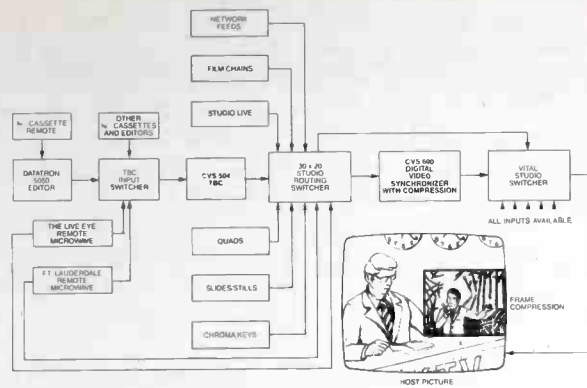 NETWORK
FEEDS
FILM CHAINS
STUDIO LIVE
CASSETTE
REMOTE
OTHER
CASSETTES
AND EDITORS
DATATRON
5050
EDITOR
TBC
INPUT
SWITCHER
CVS 504
TBC
30 x 20
STUDIO
ROUTING
SWITCHER
CVS 600
DIGITAL
VIDEO
SYNCHRONIZER
WITH COMPRESSION
VITAL
STUDIO
SWITCHER
ALL INPUTS AVAILABLE
THE LIVE EYE
REMOTE
MICROWAVE
FT. LAUDERDALE
REMOTE
MICROWAVE
QUADS
SLIDES/STILLS
CHROMA KEYS
FRAME
COMPRESSION
HOST PICTURE